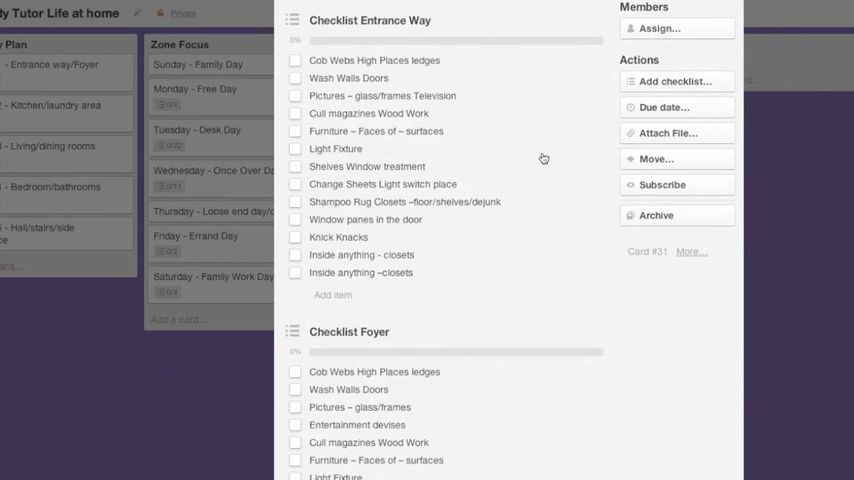 dy Tutor Life at home
Private
y Plan
- Entrance way/Foyer
2 - Kitchen/laundry area
- Living/dining rooms
4 - Bedroom/bathrooms
5 - Hall/stairs/side
ce
card...
Zone Focus
Sunday - Family Day
Monday - Free Day
0/4
Tuesday - Desk Day
0/22
Wednesday - Once Over Da
0/11
Thursday - Loose end day/c
Friday - Errand Day
0/2
Saturday - Family Work Day
0/4
Add a card...
Checklist Entrance Way
0%
Cob Webs High Places ledges
Wash Walls Doors
Pictures – glass/frames Television
Cull magazines Wood Work
Furniture – Faces of – surfaces
Light Fixture
Shelves Window treatment
Change Sheets Light switch place
Shampoo Rug Closets –floor/shelves/dejunk
Window panes in the door
Knick Knacks
Inside anything - closets
Inside anything –closets
Add item
Checklist Foyer
0%
Cob Webs High Places ledges
Wash Walls Doors
Pictures – glass/frames
Entertainment devises
Cull magazines Wood Work
Furniture – Faces of – surfaces
Light Fixture
Members
Assign...
Actions
Add checklist...
Due date...
Attach File...
Move...
Subscribe
Archive
Card #31 More...
rd...